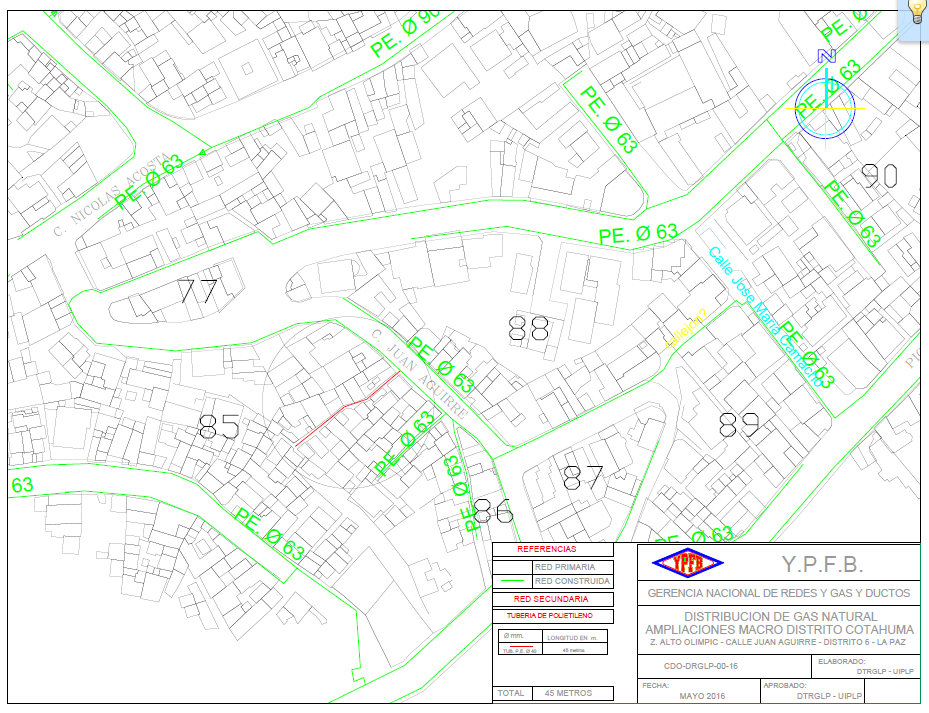 PE. Ø 90
PE. Ø
N
PE. Ø 63
PE. Ø 63
C. NICOLAS ACOSTA
PE. Ø 63
90
PE. Ø 63
PE. Ø 63
77
Calle Jose Maria Camacho
88
PE. Ø 63
C. JUAN AGUIRRE
PE. Ø 63
85
89
PE. Ø 63
87
63
PE. Ø 63
86
PE. Ø 63
PE. Ø 63
REFERENCIAS
RED PRIMARIA
RED CONSTRUIDA
RED SECUNDARIA
TUBERIA DE POLIETILENO
Ø mm. LONGITUD EN m.
TUB. P.E. Ø 40 45 metros
TOTAL 45 METROS
YPFB Y.P.F.B.
GERENCIA NACIONAL DE REDES Y GAS Y DUCTOS
DISTRIBUCION DE GAS NATURAL
AMPLIACIONES MACRO DISTRITO COTAHUMA
Z. ALTO OLIMPIC - CALLE JUAN AGUIRRE - DISTRITO 6 - LA PAZ
CDO-DRGLP-00-16
ELABORADO:
DTRGLP - UIPLP
FECHA:
MAYO 2016
APROBADO:
DTRGLP - UIPLP